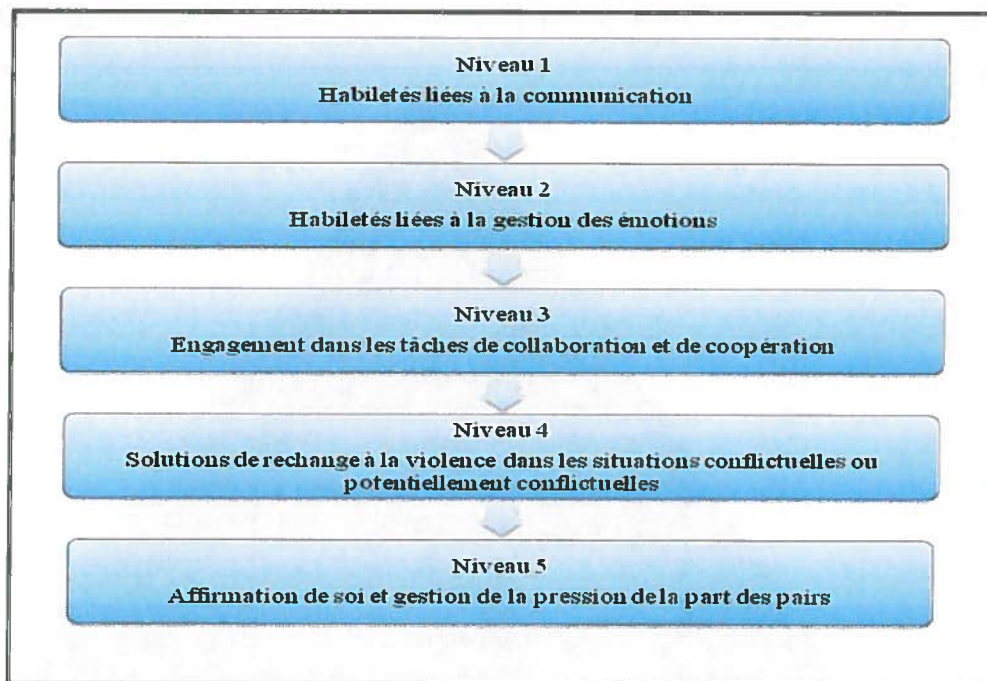 Niveau 1
Habiletés liées à la communication
Niveau 2
Habiletés liées à la gestion des émotions
Niveau 3
Engagement dans les tâches de collaboration et de coopération
Niveau 4
Solutions de rechange à la violence dans les situations conflictuelles ou
potentiellement conflictuelles
Niveau 5
Affirmation de soi et gestion de la pression de la part des pairs